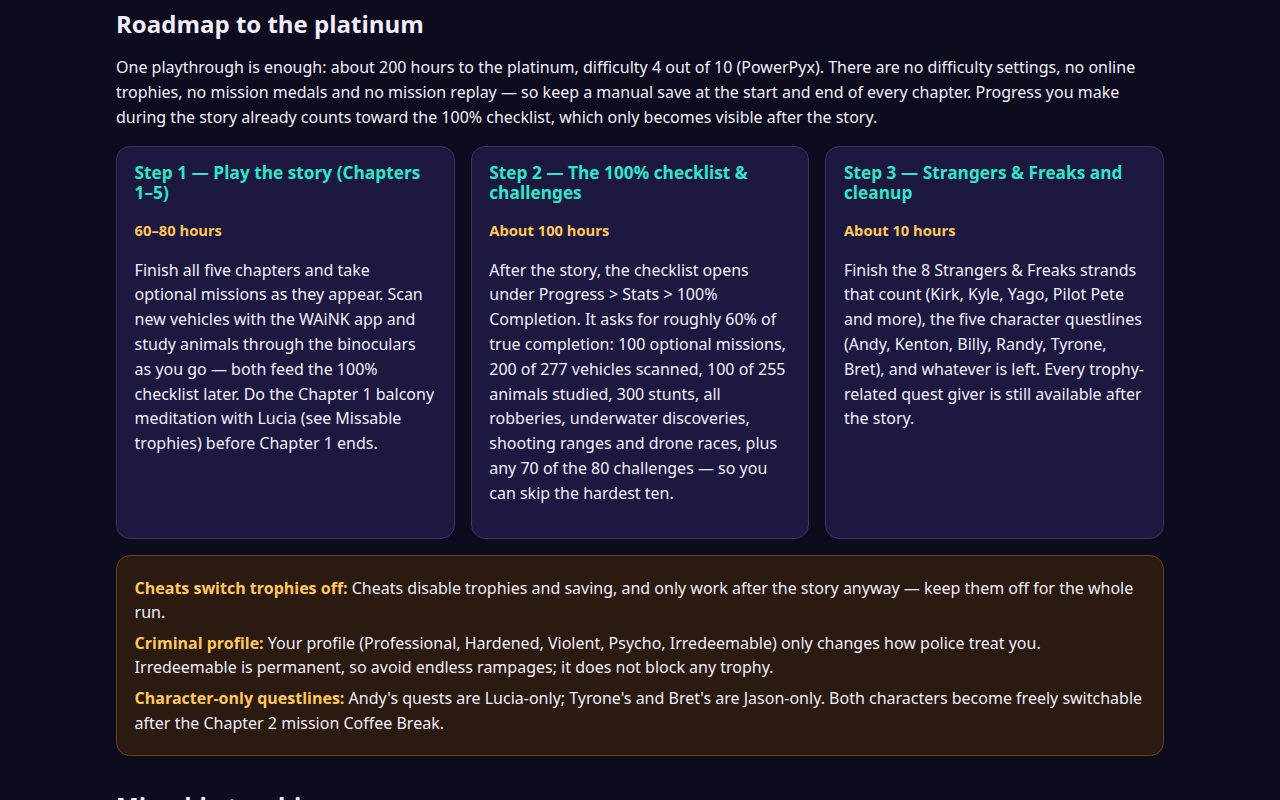 Roadmap to the platinum
One playthrough is enough: about 200 hours to the platinum, difficulty 4 out of 10 (PowerPyx). There are no difficulty settings, no online
trophies, no mission medals and no mission replay — so keep a manual save at the start and end of every chapter. Progress you make
during the story already counts toward the 100% checklist, which only becomes visible after the story.
Step 1 — Play the story (Chapters
1–5)
60–80 hours
Finish all five chapters and take
optional missions as they appear. Scan
new vehicles with the WAiNK app and
study animals through the binoculars
as you go — both feed the 100%
checklist later. Do the Chapter 1 balcony
meditation with Lucia (see Missable
trophies) before Chapter 1 ends.
Step 2 — The 100% checklist &
challenges
About 100 hours
After the story, the checklist opens
under Progress > Stats > 100%
Completion. It asks for roughly 60% of
true completion: 100 optional missions,
200 of 277 vehicles scanned, 100 of 255
animals studied, 300 stunts, all
robberies, underwater discoveries,
shooting ranges and drone races, plus
any 70 of the 80 challenges — so you
can skip the hardest ten.
Step 3 — Strangers & Freaks and
cleanup
About 10 hours
Finish the 8 Strangers & Freaks strands
that count (Kirk, Kyle, Yago, Pilot Pete
and more), the five character questlines
(Andy, Kenton, Billy, Randy, Tyrone,
Bret), and whatever is left. Every trophy-
related quest giver is still available after
the story.
Cheats switch trophies off: Cheats disable trophies and saving, and only work after the story anyway — keep them off for the whole
run.
Criminal profile: Your profile (Professional, Hardened, Violent, Psycho, Irredeemable) only changes how police treat you.
Irredeemable is permanent, so avoid endless rampages; it does not block any trophy.
Character-only questlines: Andy's quests are Lucia-only; Tyrone's and Bret's are Jason-only. Both characters become freely switchable
after the Chapter 2 mission Coffee Break.